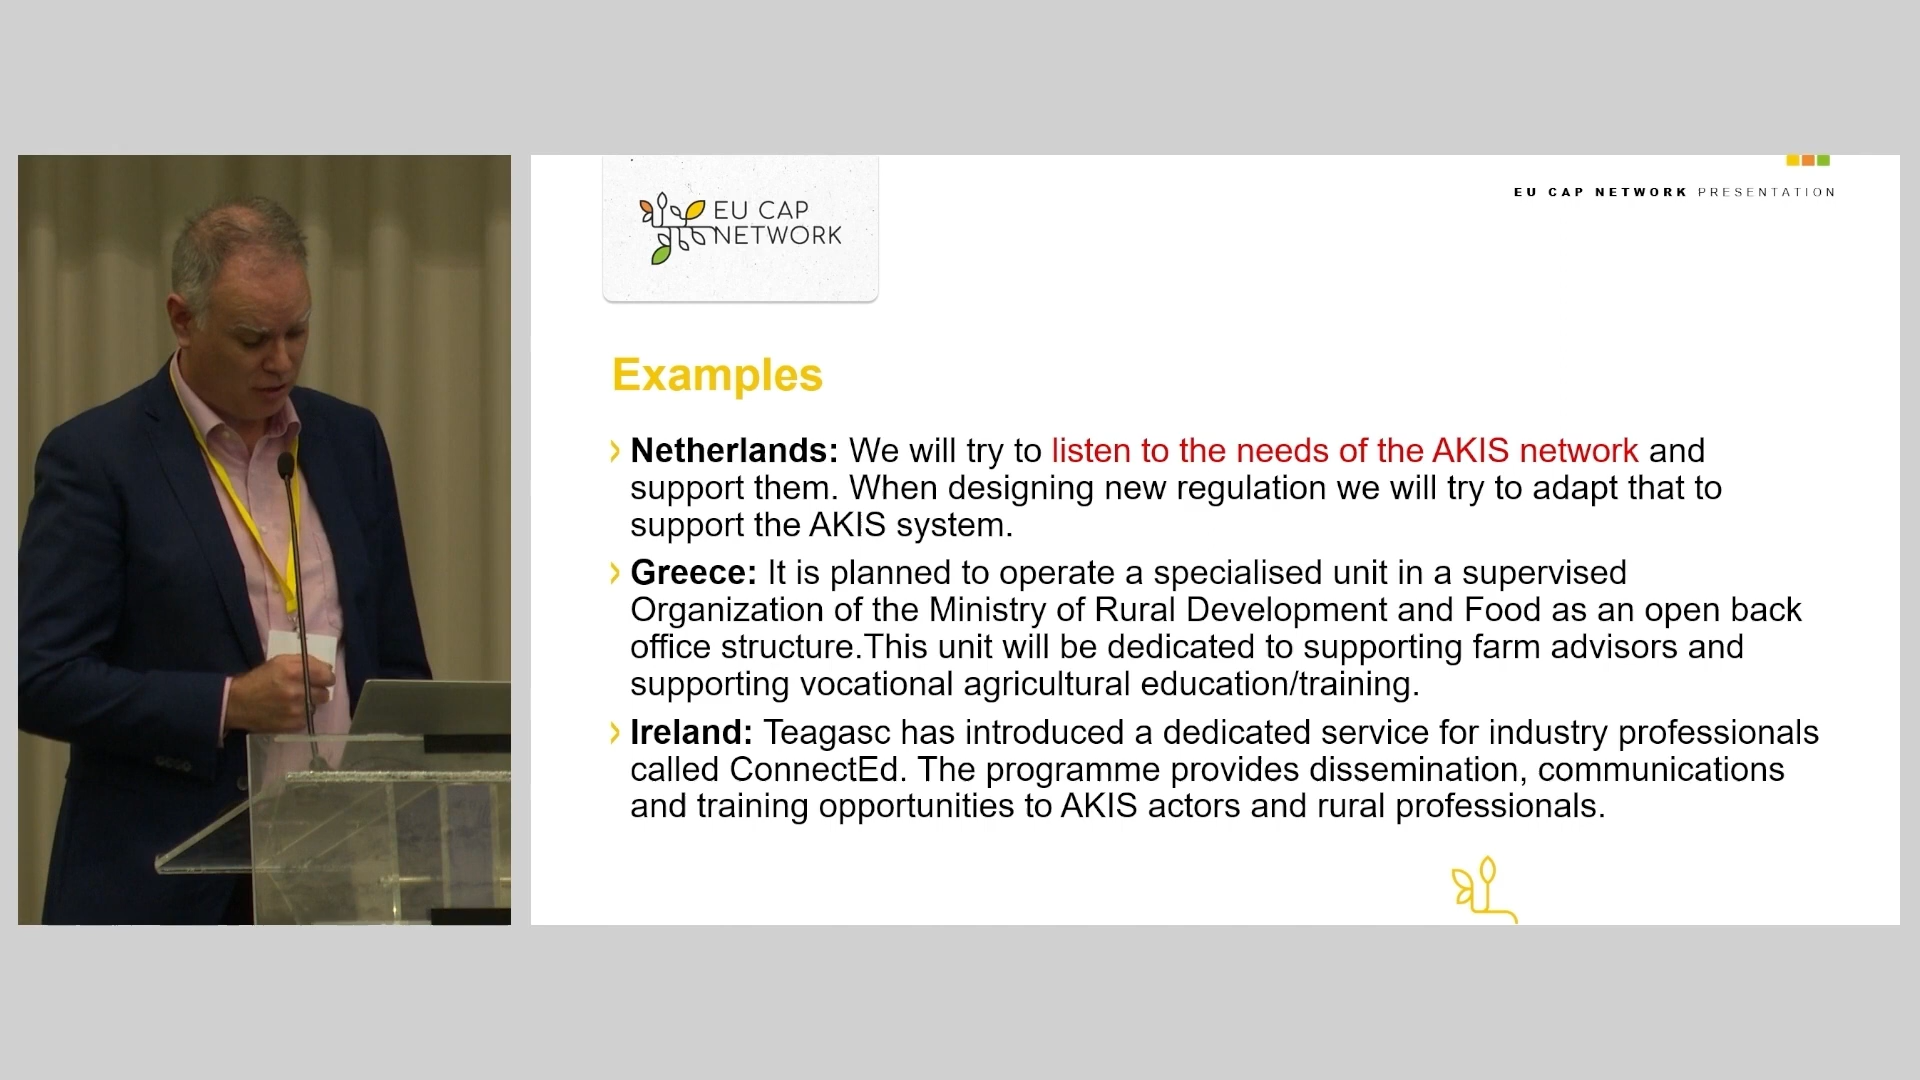 EU CAP
NETWORK
EU CAP NETWORK PRESENTATION
Examples
Netherlands: We will try to listen to the needs of the AKIS network and
support them. When designing new regulation we will try to adapt that to
support the AKIS system.
Greece: It is planned to operate a specialised unit in a supervised
Organization of the Ministry of Rural Development and Food as an open back
office structure.This unit will be dedicated to supporting farm advisors and
supporting vocational agricultural education/training.
Ireland: Teagasc has introduced a dedicated service for industry professionals
called ConnectEd. The programme provides dissemination, communications
and training opportunities to AKIS actors and rural professionals.